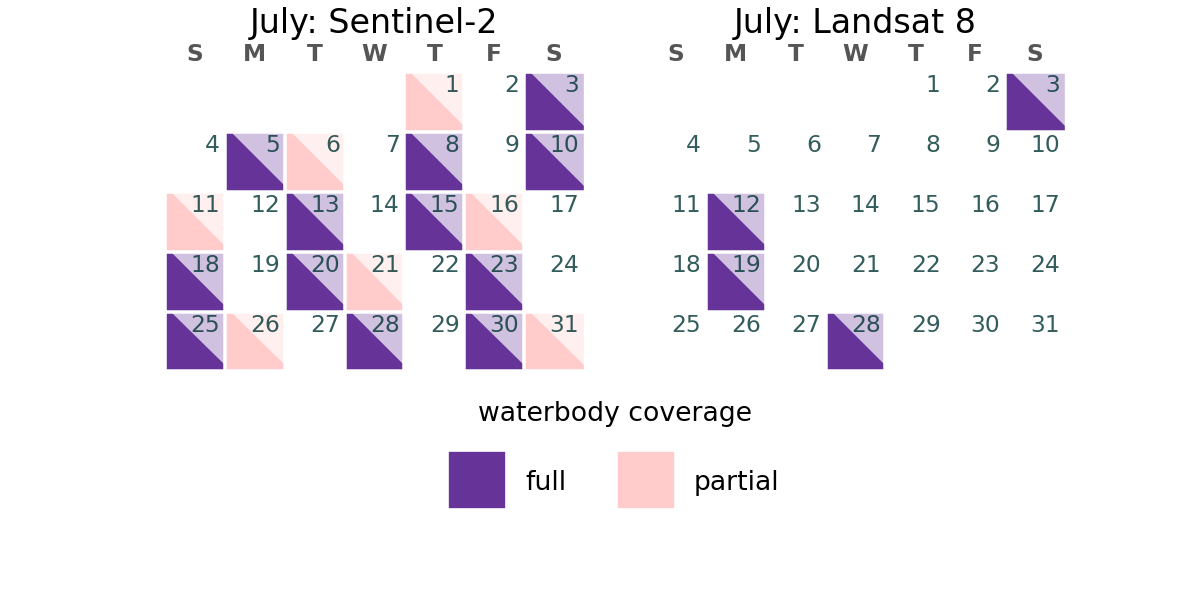 July: Sentinel-2
S M T W T F S
1 2 3
4 5 6 7 8 9 10
11 12 13 14 15 16 17
18 19 20 21 22 23 24
25 26 27 28 29 30 31
July: Landsat 8
S M T W T F S
1 2 3
4 5 6 7 8 9 10
11 12 13 14 15 16 17
18 19 20 21 22 23 24
25 26 27 28 29 30 31
waterbody coverage
full
partial